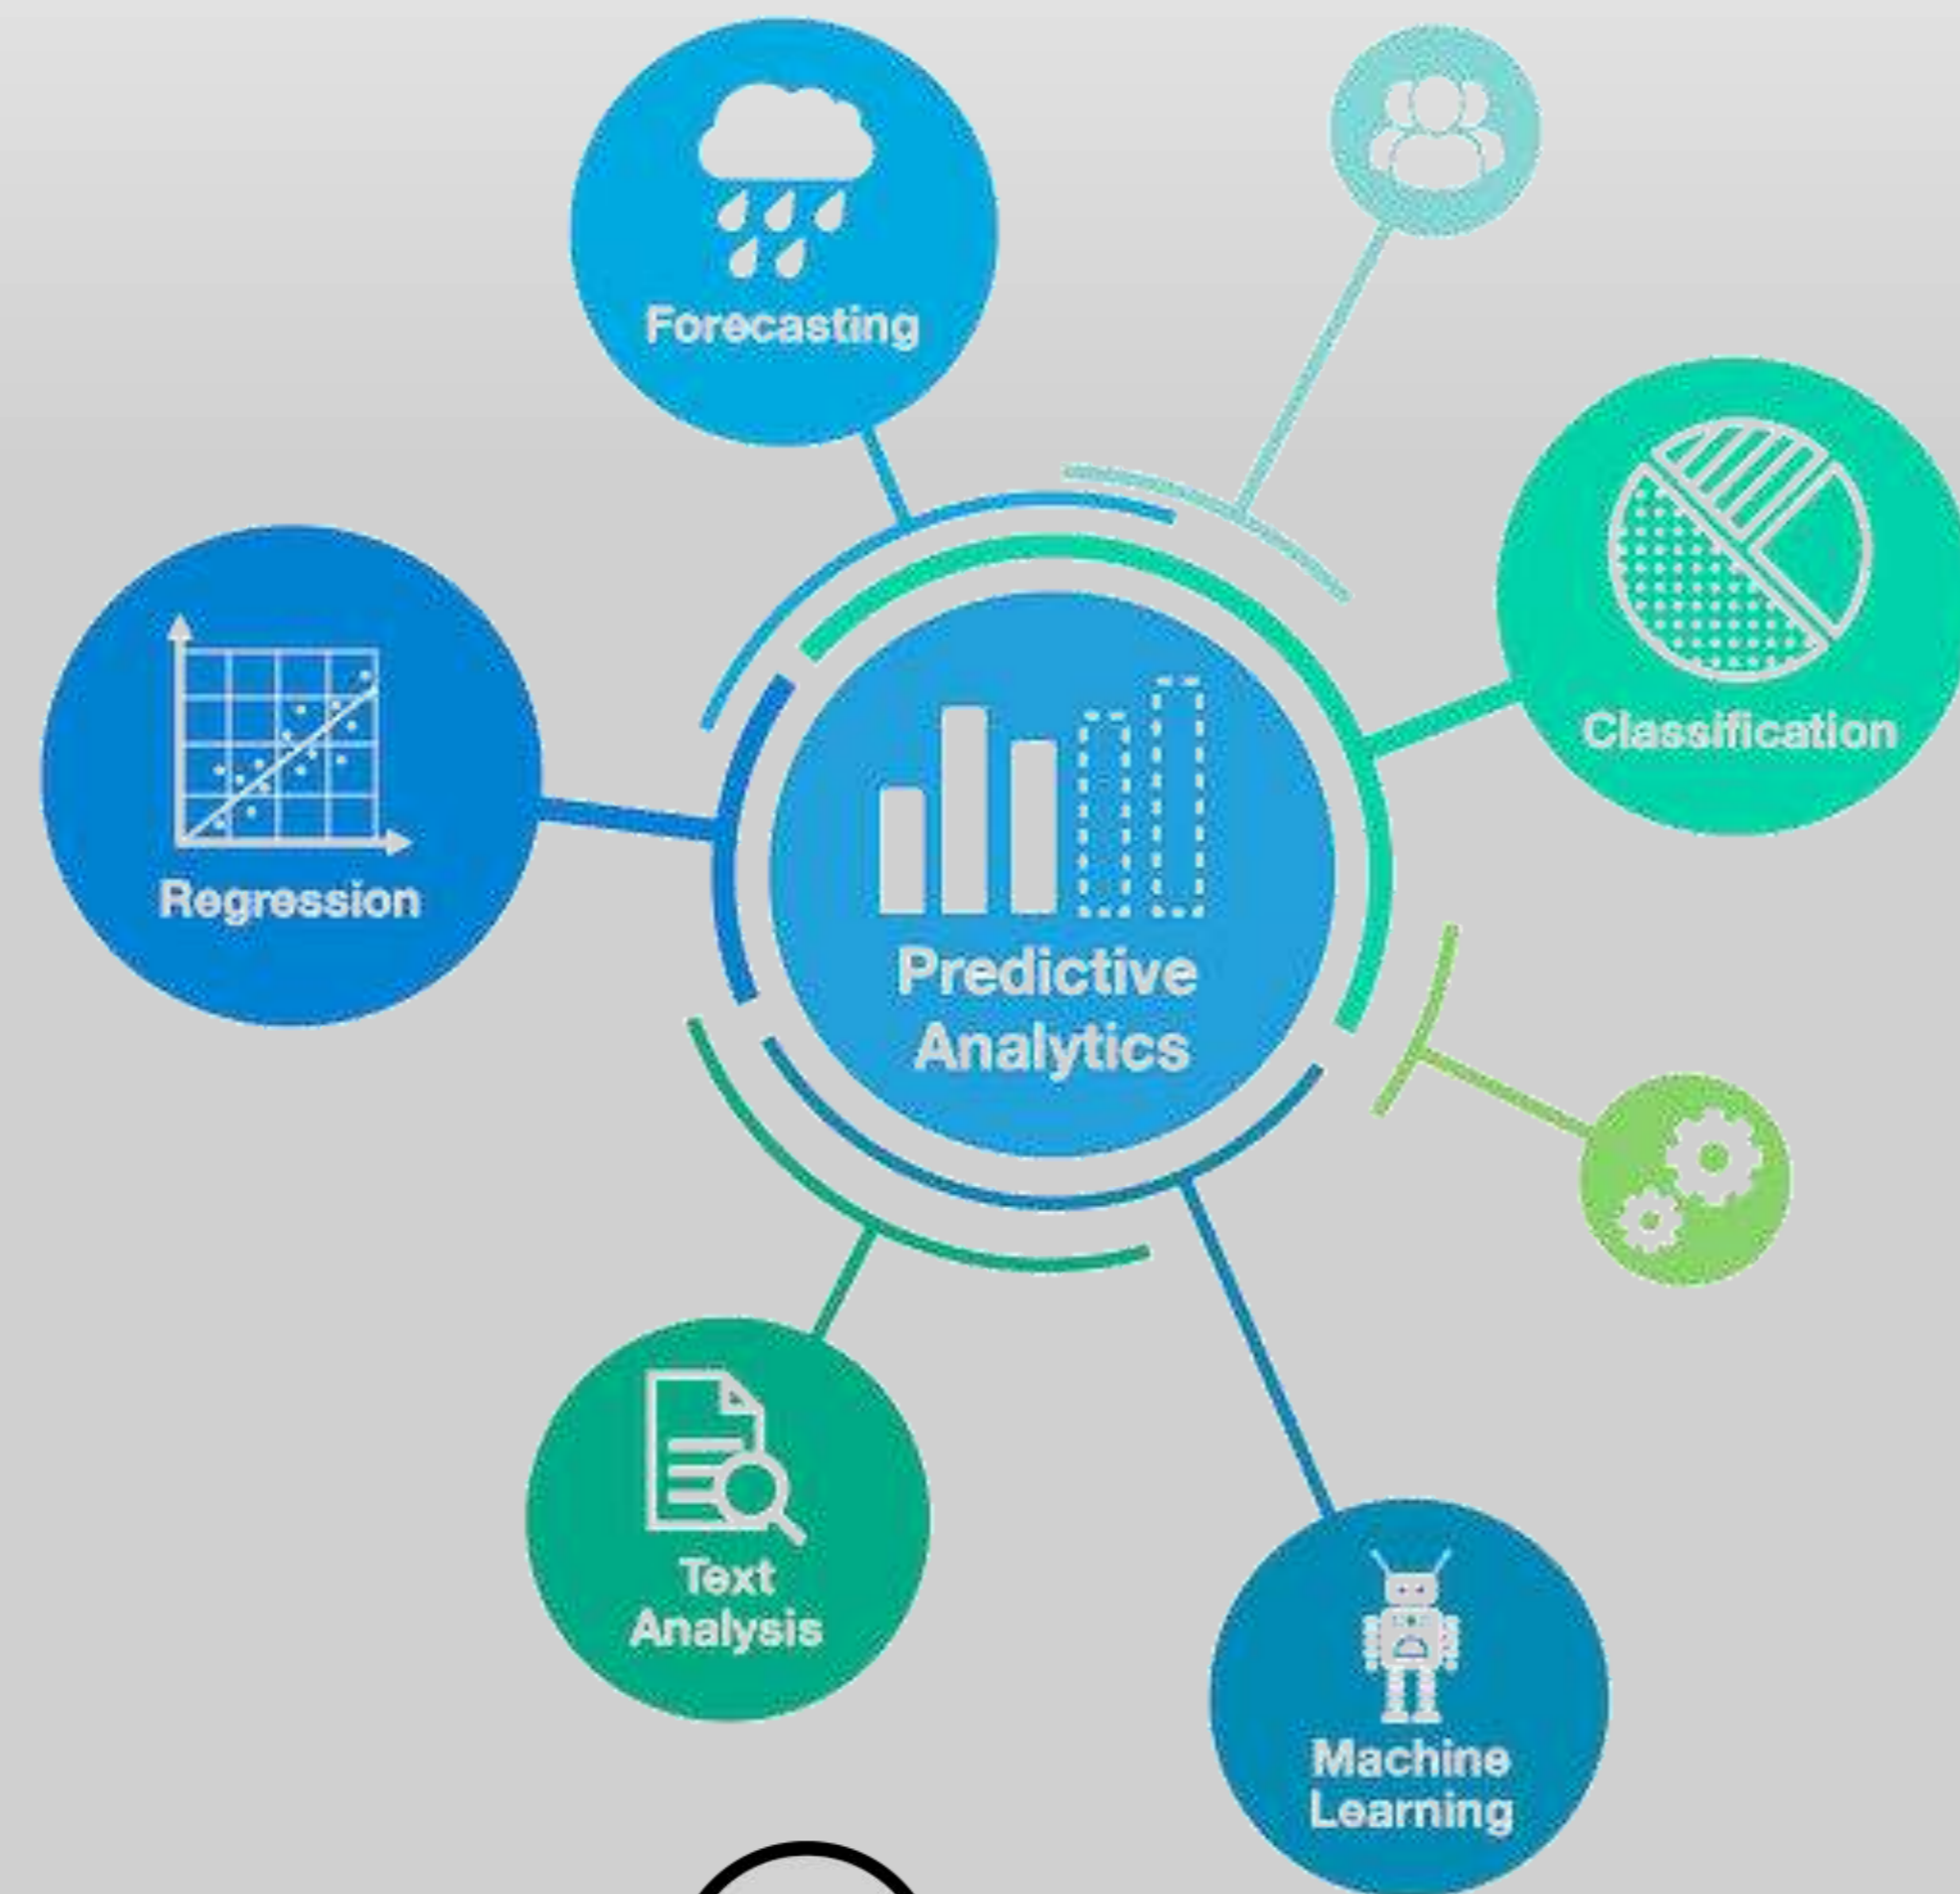 Forecasting
Classification
Regression
Predictive
Analytics
Text
Analysis
Machine
Learning